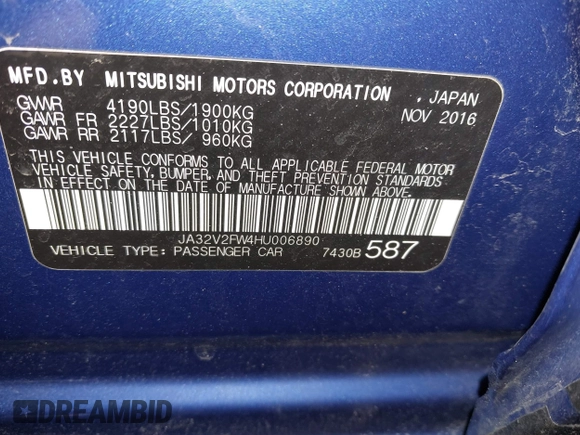 MFD.BY MITSUBISHI MOTORS CORPORATION , JAPAN
GVWR 4190LBS/1900KG NOV 2016
GAWR FR 2227LBS/1010KG
GAWR RR 2117LBS/ 960KG
THIS VEHICLE CONFORMS TO ALL APPLICABLE FEDERAL MOTOR
VEHICLE SAFETY, BUMPER, AND THEFT PREVENTION STANDARDS
IN EFFECT ON THE DATE OF MANUFACTURE SHOWN ABOVE.
JA32V2FW4HU006890
VEHICLE TYPE: PASSENGER CAR 7430B 587
DREAMBID